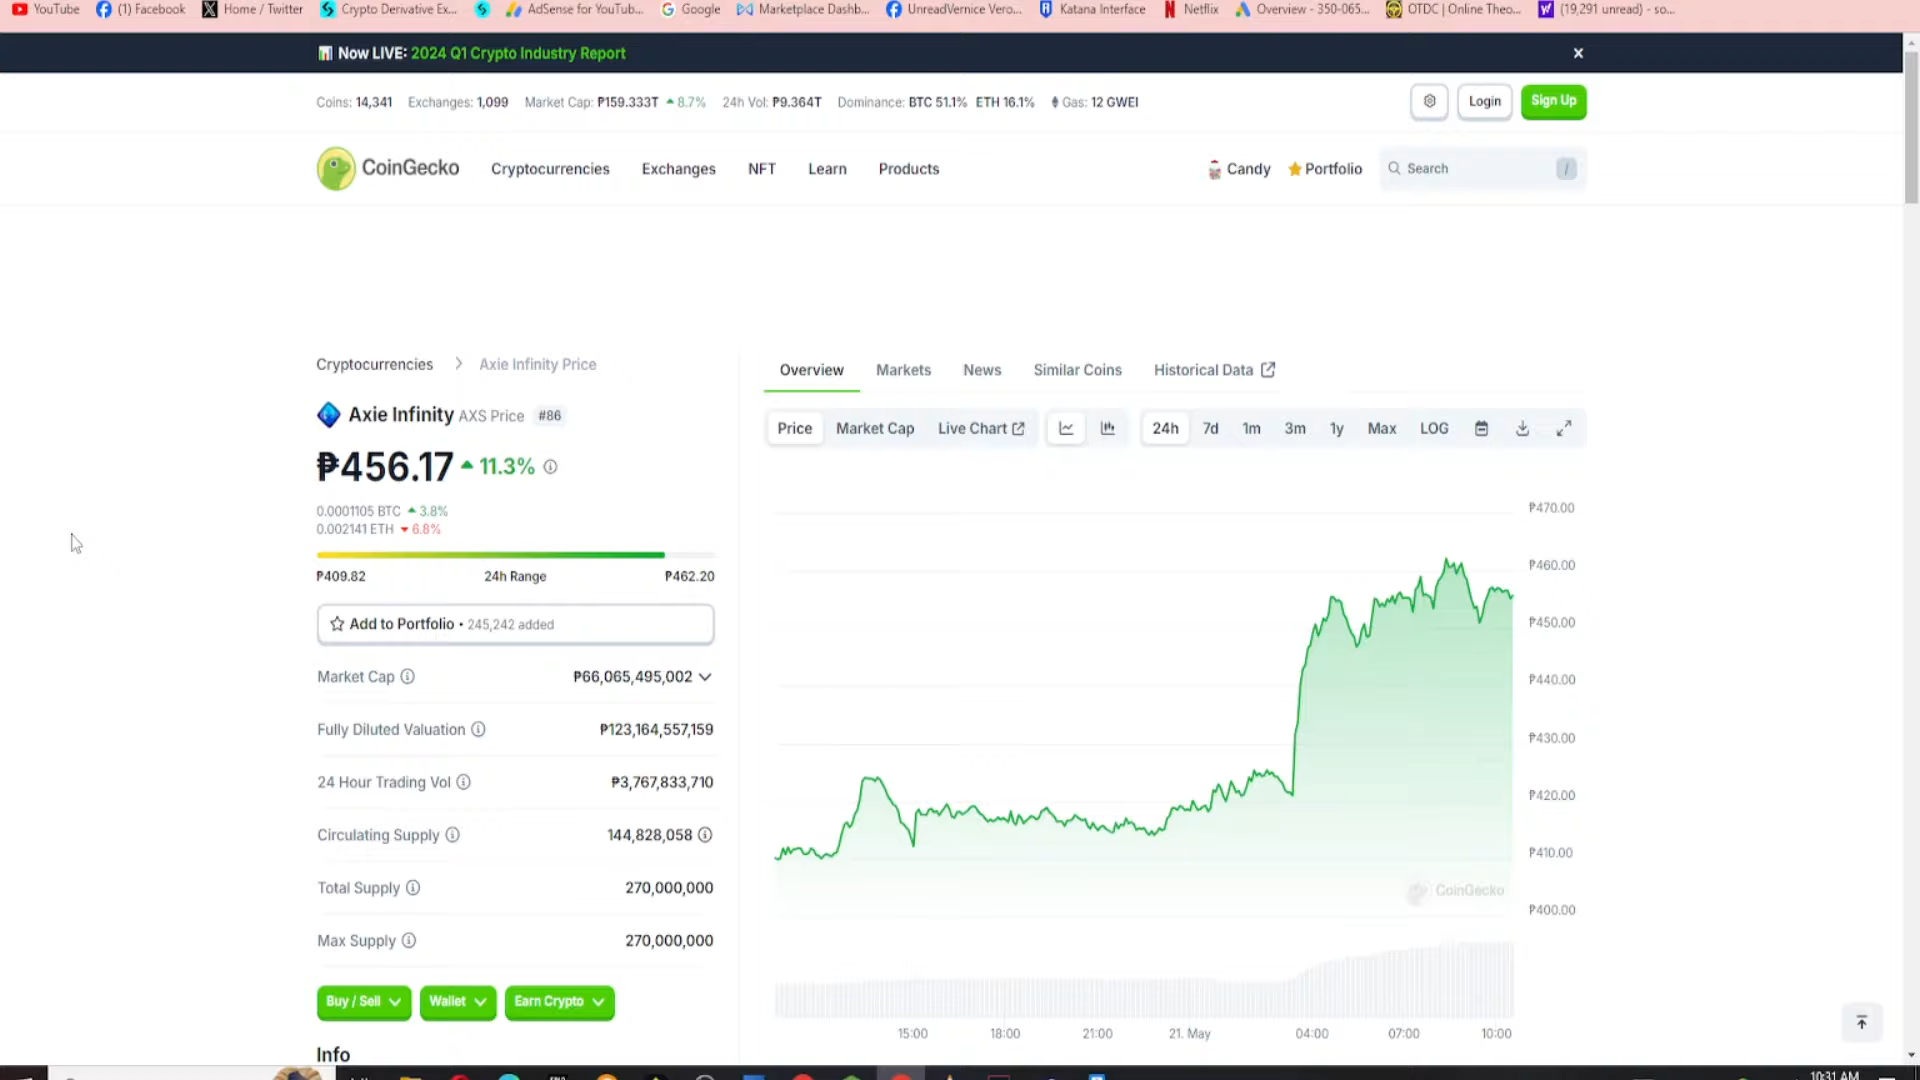 YouTube (1) Facebook Home / Twitter Crypto Derivative Ex... AdSense for YouTub... Google Marketplace Dashb... UnreadVernice Vero... Katana Interface Netflix Overview - 350-065... OTDC | Online Theo... (19,291 unread) - so...
Now LIVE: 2024 Q1 Crypto Industry Report
Coins: 14,341 Exchanges: 1,099 Market Cap: ₱159.333T 8.7% 24h Vol: ₱9.364T Dominance: BTC 51.1% ETH 16.1% Gas: 12 GWEI
Login
Sign Up
CoinGecko Cryptocurrencies Exchanges NFT Learn Products Candy Portfolio Search /
Cryptocurrencies > Axie Infinity Price
Axie Infinity AXS Price #86
₱456.17 11.3%
0.0001105 BTC 3.8%
0.002141 ETH 6.8%
₱409.82 24h Range ₱462.20
Add to Portfolio • 245,242 added
Market Cap ₱66,065,495,002
Fully Diluted Valuation ₱123,164,557,159
24 Hour Trading Vol ₱3,767,833,710
Circulating Supply 144,828,058
Total Supply 270,000,000
Max Supply 270,000,000
Buy / Sell Wallet Earn Crypto
Info
Overview Markets News Similar Coins Historical Data
Price Market Cap Live Chart 24h 7d 1m 3m 1y Max LOG
₱470.00
₱460.00
₱450.00
₱440.00
₱430.00
₱420.00
₱410.00
CoinGecko
₱400.00
15:00 18:00 21:00 21. May 04:00 07:00 10:00
10:31 AM